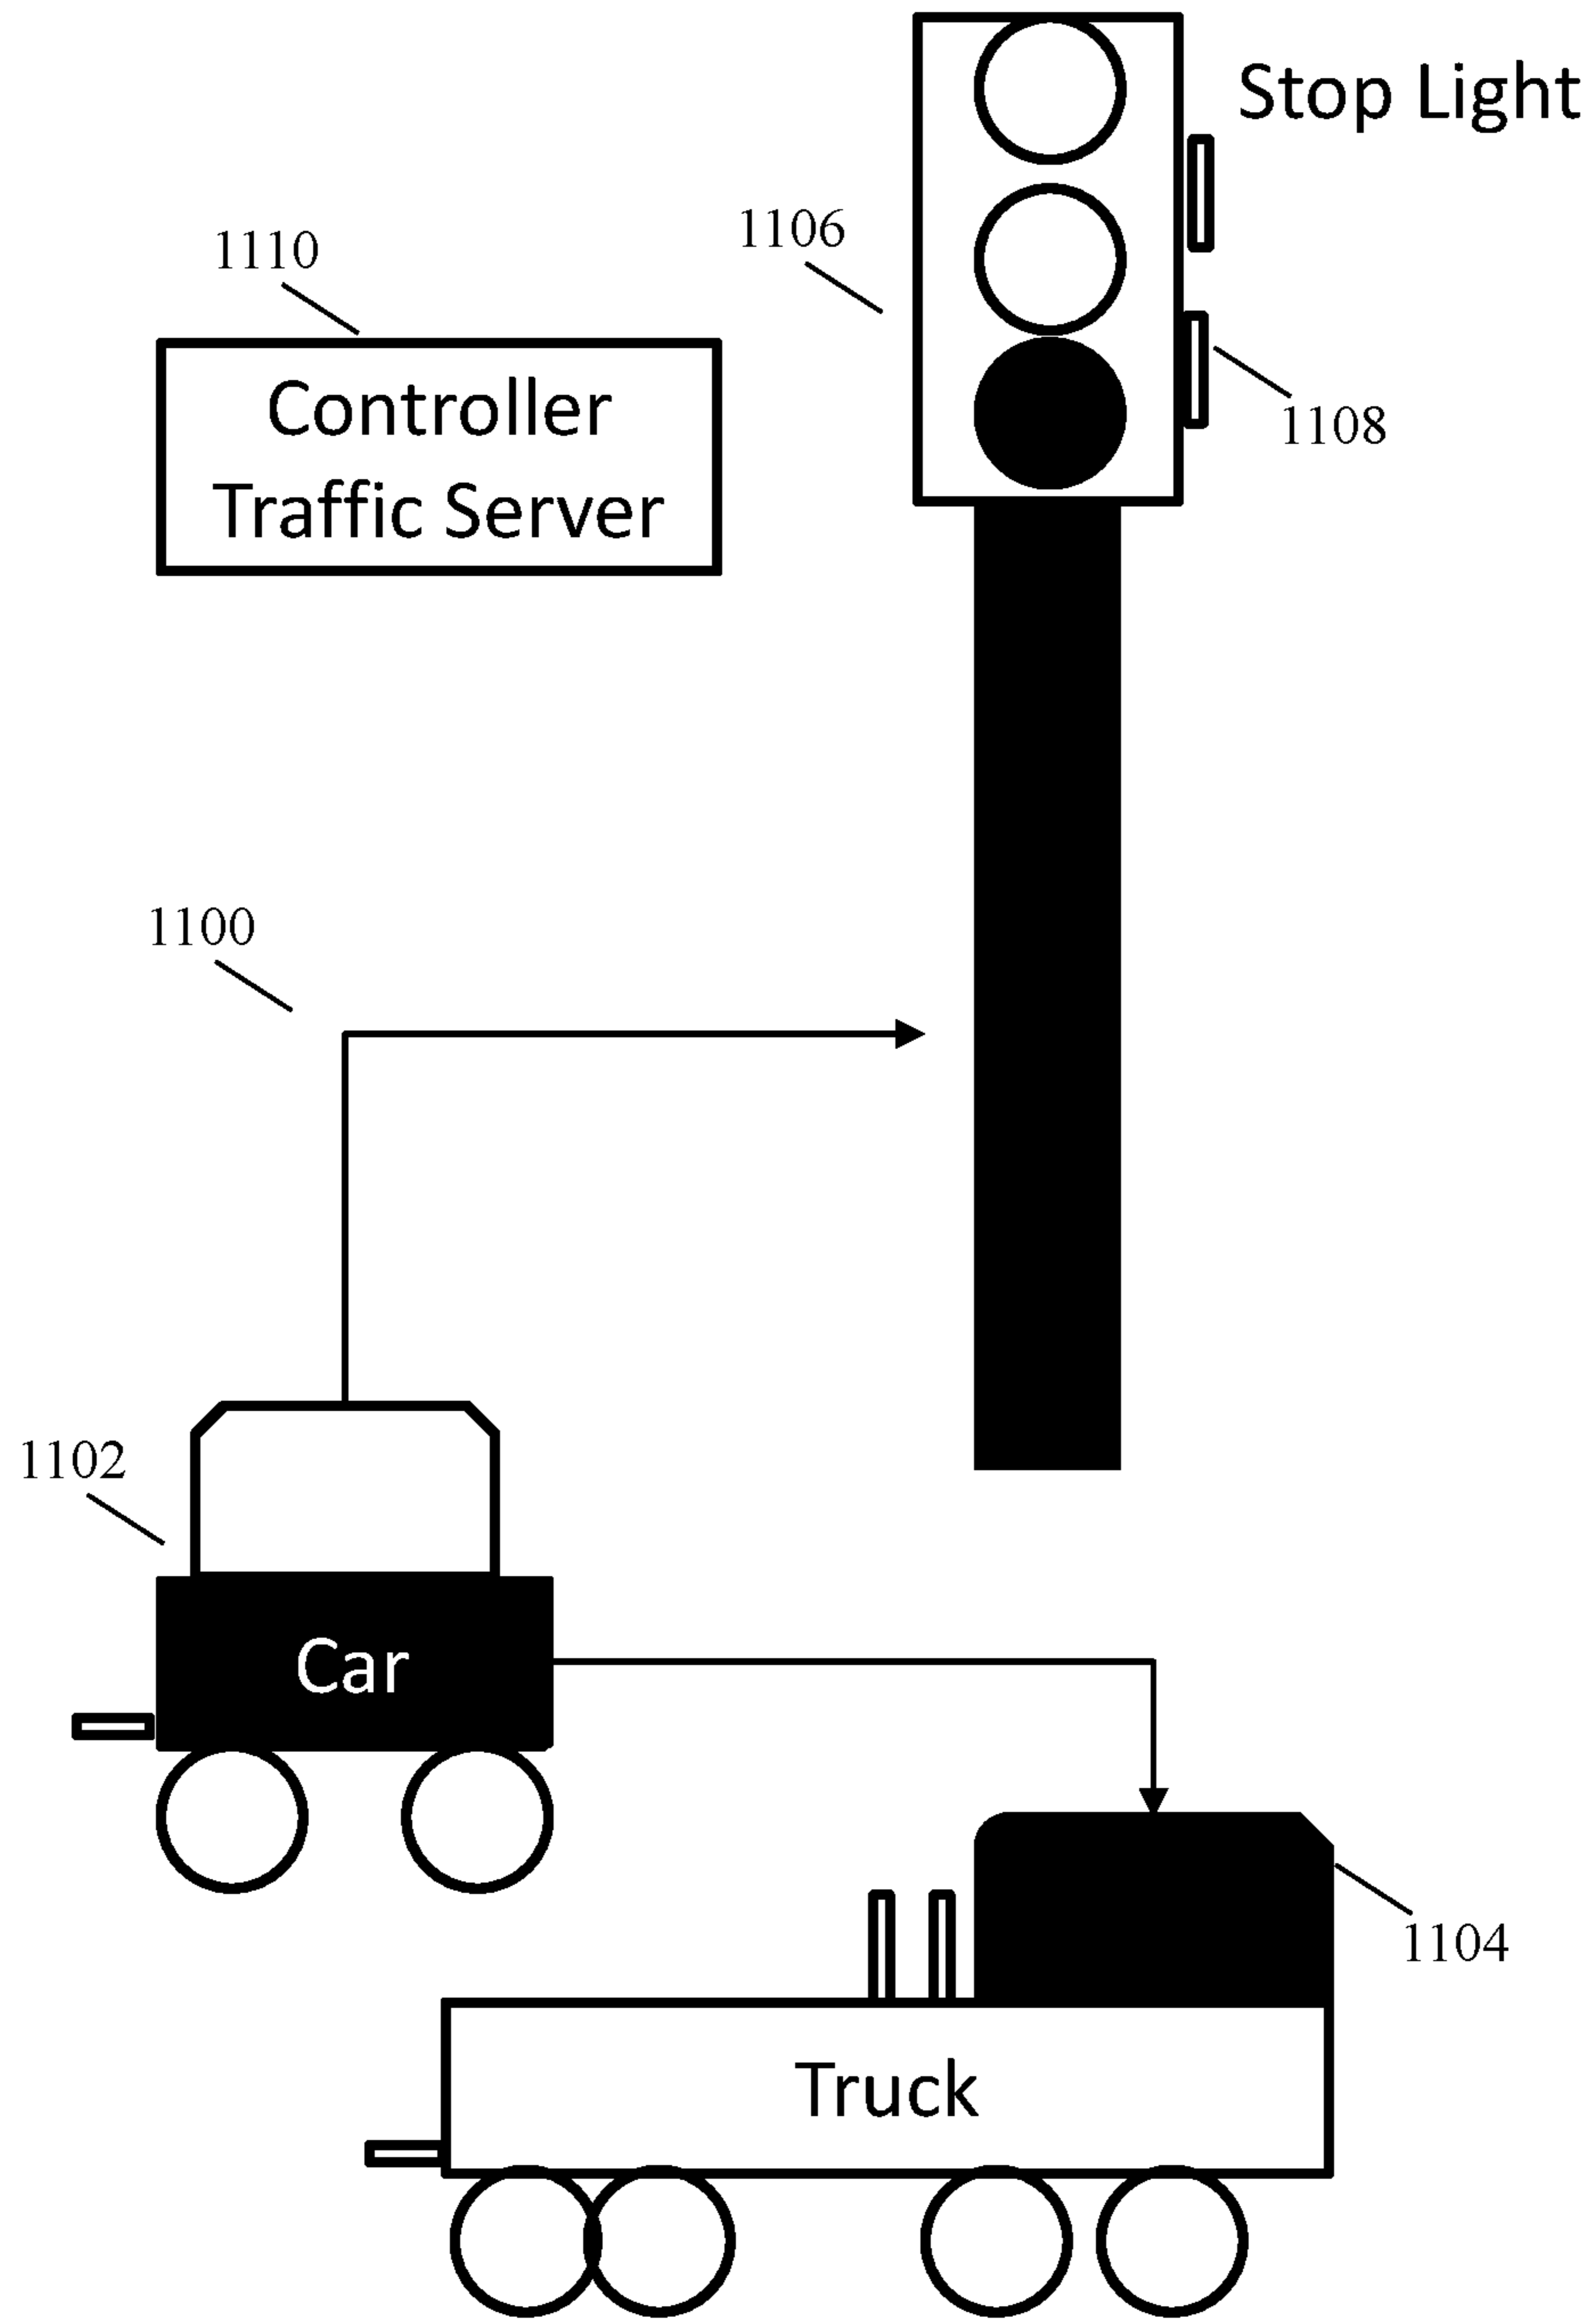 Stop Light
1106
1110
Controller
Traffic Server
1108
1100
1102
Car
1104
Truck